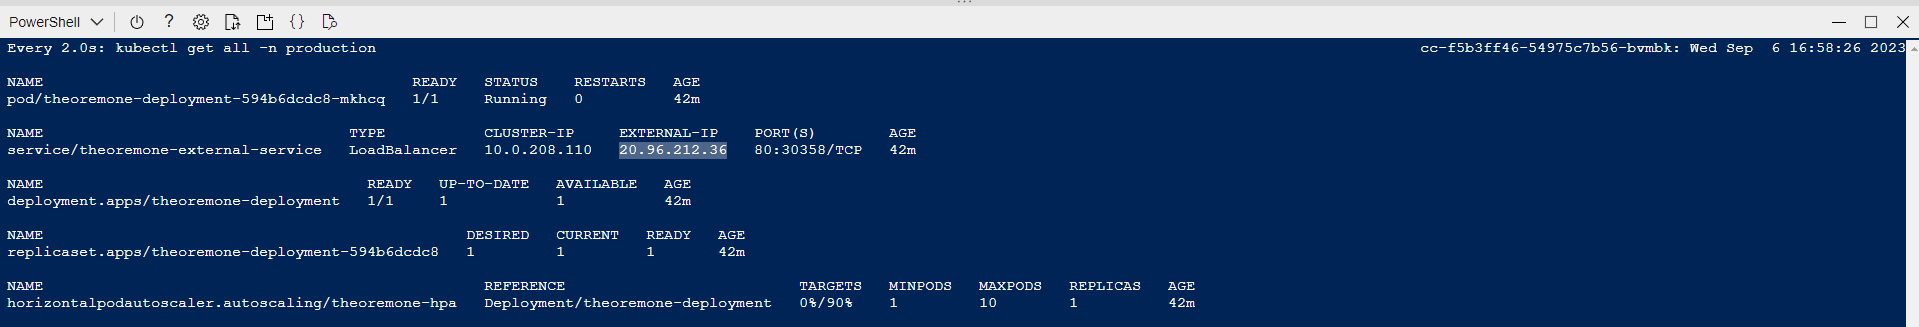 PowerShell
Every 2.0s: kubectl get all -n production cc-f5b3ff46-54975c7b56-bvmbk: Wed Sep  6 16:58:26 2023
NAME READY STATUS RESTARTS AGE
pod/theoremone-deployment-594b6dcdc8-mkhcq 1/1 Running 0 42m
NAME TYPE CLUSTER-IP EXTERNAL-IP PORT(S) AGE
service/theoremone-external-service LoadBalancer 10.0.208.110 20.96.212.36 80:30358/TCP 42m
NAME READY UP-TO-DATE AVAILABLE AGE
deployment.apps/theoremone-deployment 1/1 1 1 42m
NAME DESIRED CURRENT READY AGE
replicaset.apps/theoremone-deployment-594b6dcdc8 1 1 1 42m
NAME REFERENCE TARGETS MINPODS MAXPODS REPLICAS AGE
horizontalpodautoscaler.autoscaling/theoremone-hpa Deployment/theoremone-deployment 0%/90% 1 10 1 42m